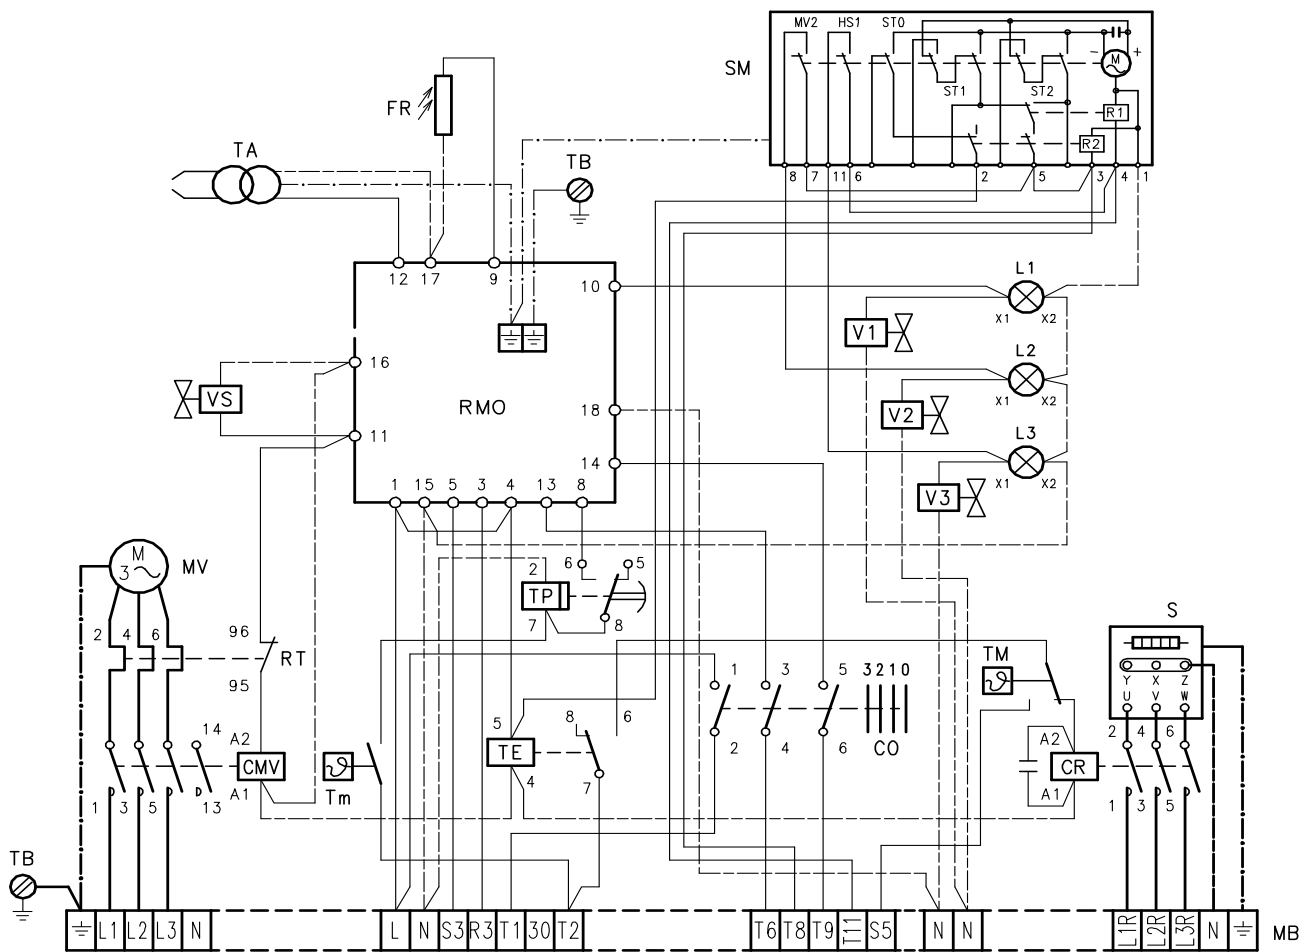 MV2 HS1 ST0
SM
- M +
ST1 ST2
R1
R2
8 7 11 6 2 5 3 4 1
FR
TA
TB
12 17 9
10
L1
X1 X2
V1
16
VS
RMO
L2
X1 X2
V2
18
11
14
L3
X1 X2
V3
1 15 5 3 4 13 8
M
3
MV
2 4 6
6 5
2
TP
7 8
96
RT
95
S
TM
1 3 5 3 2 1 0
Y X Z
U V W
14 A2
CMV
A1
1 3 5 13
Tm
5
TE
4
8 6
7
2 4 6 CO
A2
CR
A1
2 4 6
1 3 5
TB
L1 L2 L3 N
L N S3 R3 T1 30 T2
T6 T8 T9 T11 S5
N N
L1R L2R L3R N
MB